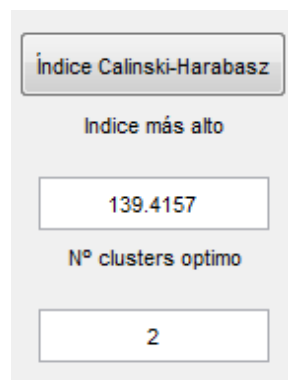 Índice Calinski-Harabasz
Indice más alto
139.4157
Nº clusters optimo
2